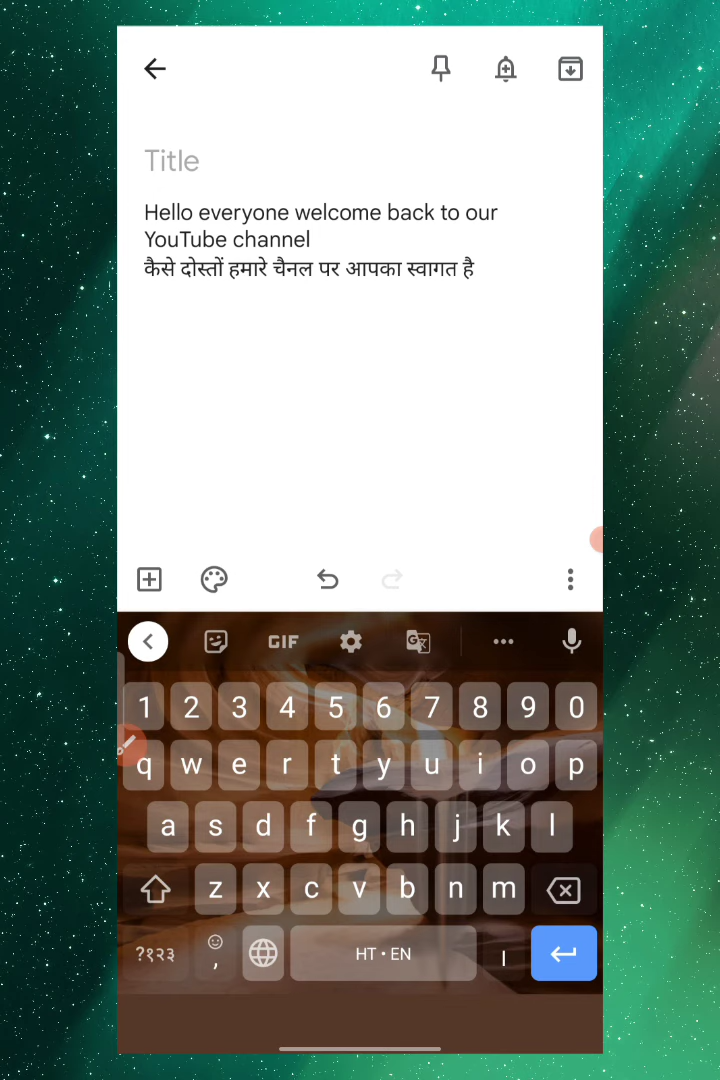 Title
Hello everyone welcome back to our
YouTube channel
कैसे दोस्तों हमारे चैनल पर आपका स्वागत है
GIF G
1 2 3 4 5 6 7 8 9 0
q w e r t y u i o p
a s d f g h j k l
z x c v b n m
?१२३ , HT • EN ।